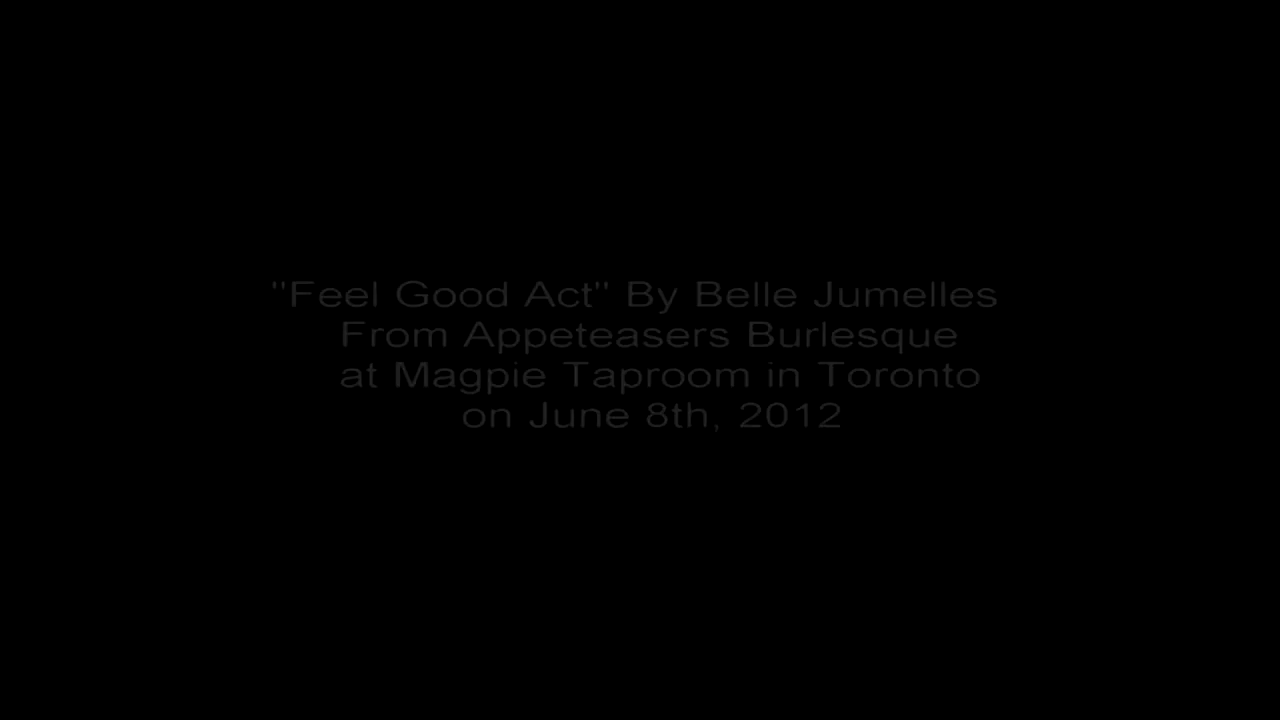 "Feel Good Act" By Belle Jumelles
From Appeteasers Burlesque
at Magpie Taproom in Toronto
on June 8th, 2012